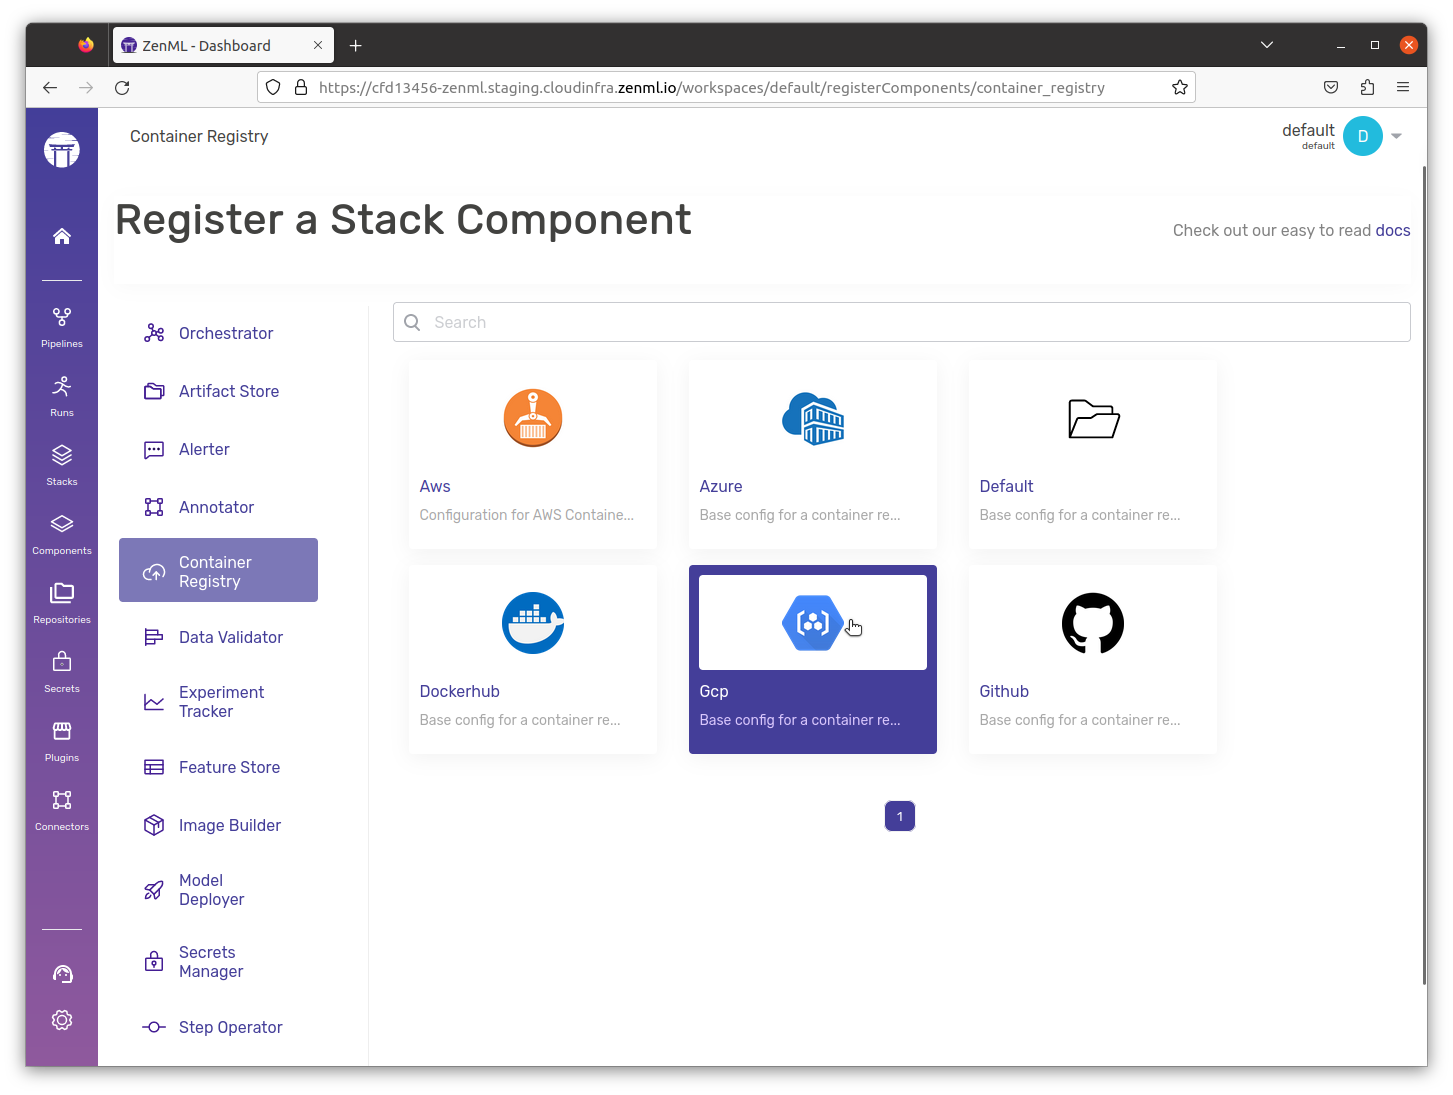 ZenML - Dashboard
https://cfd13456-zenml.staging.cloudinfra.zenml.io/workspaces/default/registerComponents/container_registry
Container Registry
default
default
D
Register a Stack Component
Check out our easy to read docs
Pipelines
Runs
Stacks
Components
Repositories
Secrets
Plugins
Connectors
Orchestrator
Artifact Store
Alerter
Annotator
Container
Registry
Data Validator
Experiment
Tracker
Feature Store
Image Builder
Model
Deployer
Secrets
Manager
Step Operator
Search
Aws
Configuration for AWS Containe...
Azure
Base config for a container re...
Default
Base config for a container re...
Dockerhub
Base config for a container re...
Gcp
Base config for a container re...
Github
Base config for a container re...
1